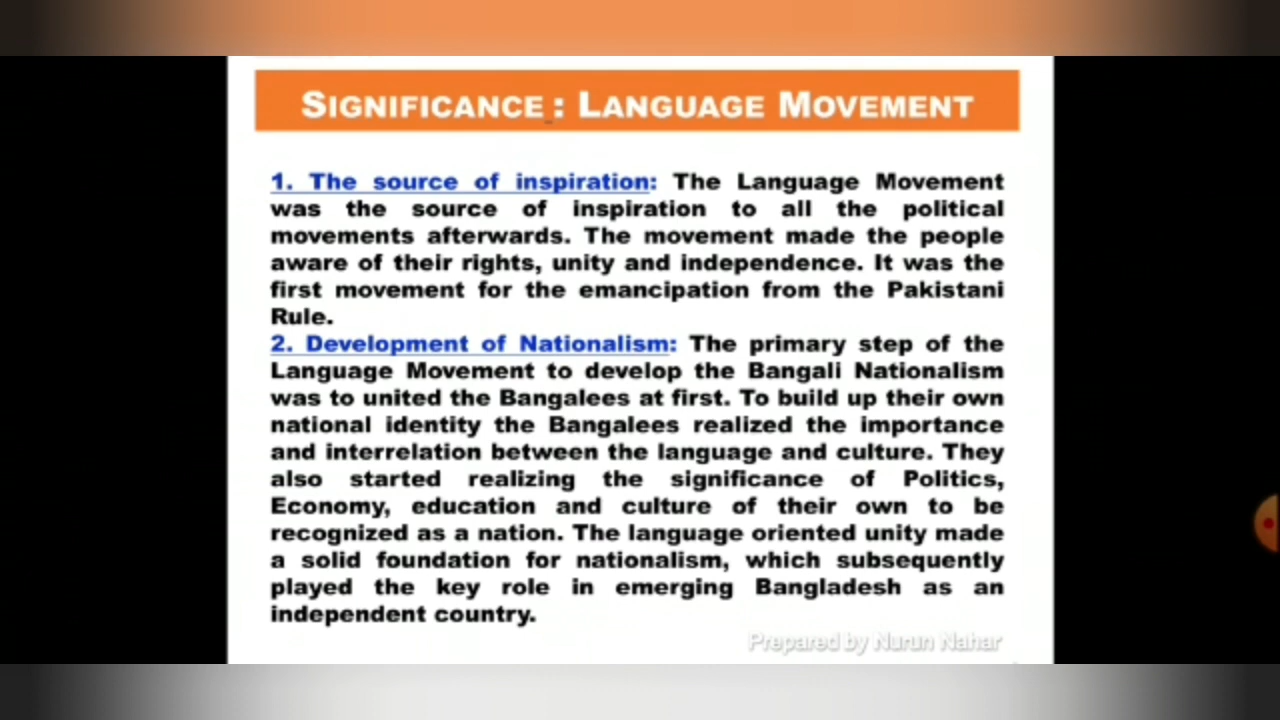 SIGNIFICANCE : LANGUAGE MOVEMENT
1. The source of inspiration: The Language Movement
was the source of inspiration to all the political
movements afterwards. The movement made the people
aware of their rights, unity and independence. It was the
first movement for the emancipation from the Pakistani
Rule.
2. Development of Nationalism: The primary step of the
Language Movement to develop the Bangali Nationalism
was to united the Bangalees at first. To build up their own
national identity the Bangalees realized the importance
and interrelation between the language and culture. They
also started realizing the significance of Politics,
Economy, education and culture of their own to be
recognized as a nation. The language oriented unity made
a solid foundation for nationalism, which subsequently
played the key role in emerging Bangladesh as an
independent country.
Prepared by Nurun Nahar